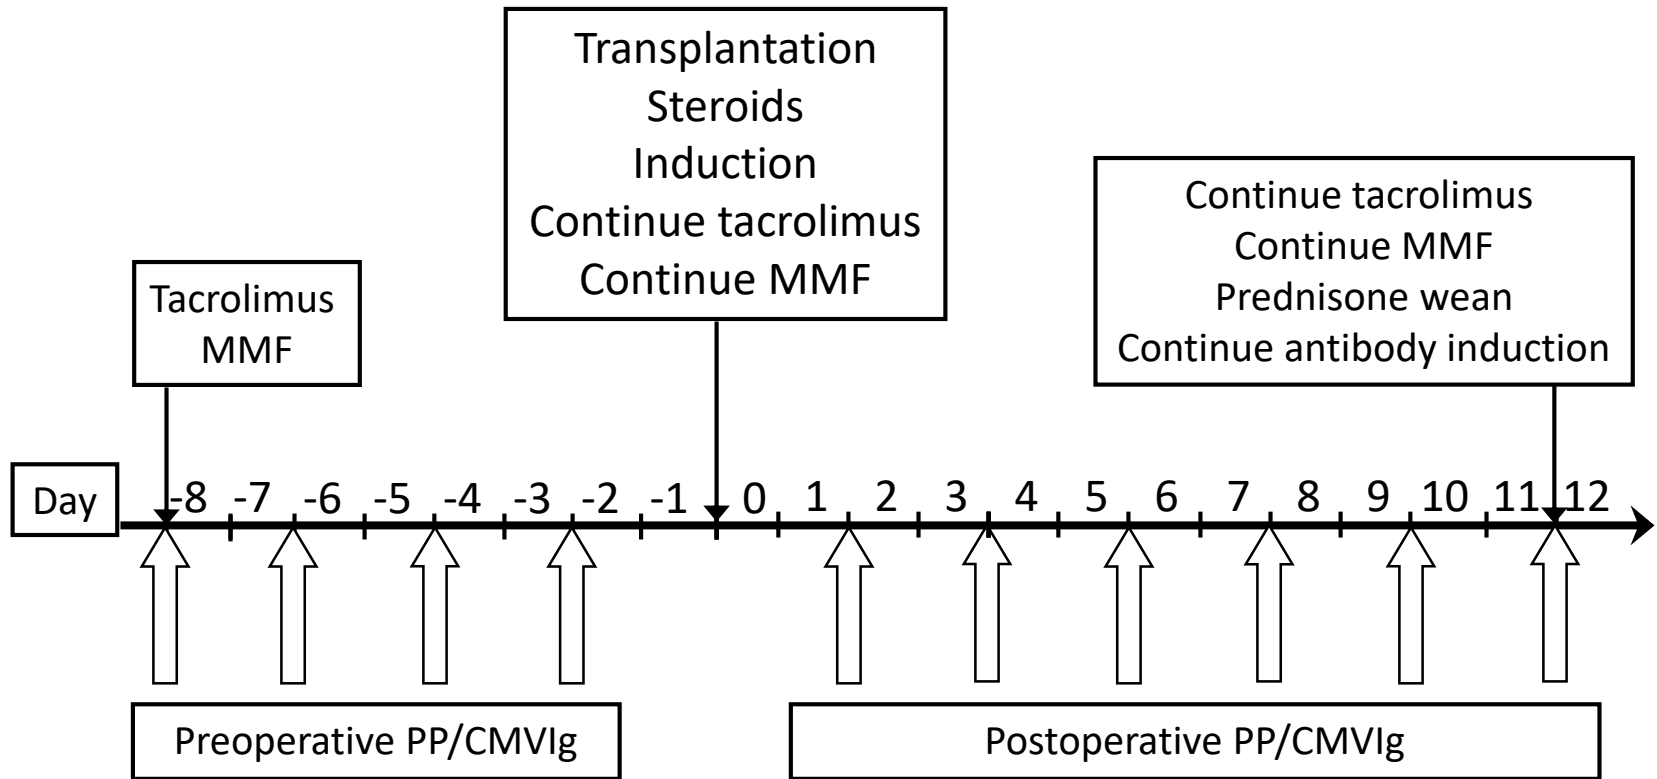 Transplantation
Steroids
Induction
Continue tacrolimus
Continue MMF
Continue tacrolimus
Continue MMF
Prednisone wean
Continue antibody induction
Tacrolimus
MMF
Day -8 -7 -6 -5 -4 -3 -2 -1 0 1 2 3 4 5 6 7 8 9 10 11 12
Preoperative PP/CMVIg
Postoperative PP/CMVIg